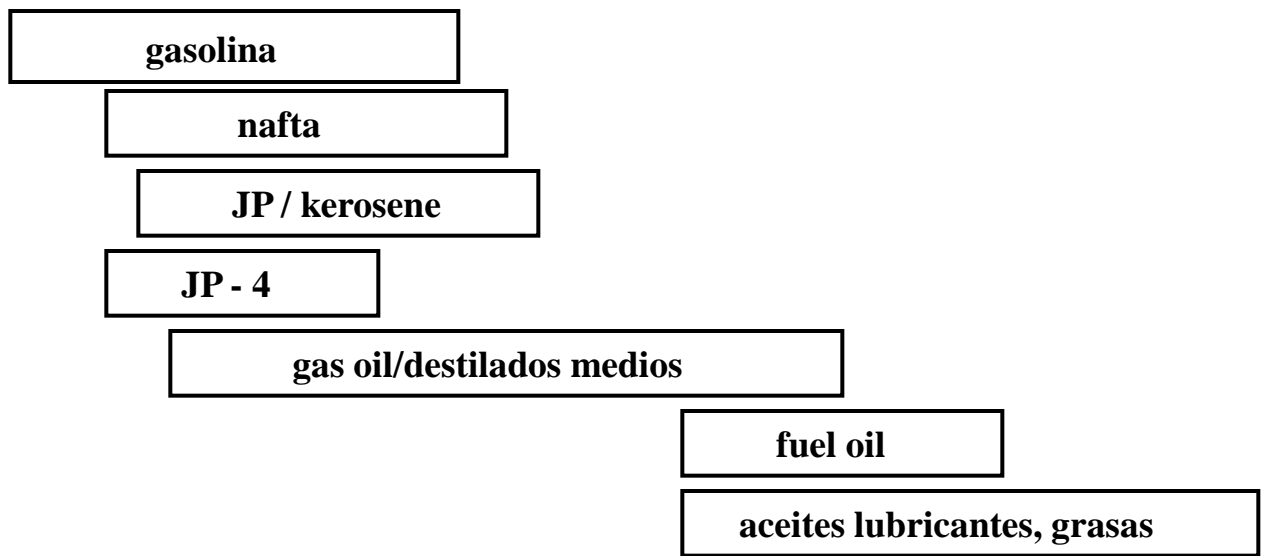 gasolina
nafta
JP / kerosene
JP - 4
gas oil/destilados medios
fuel oil
aceites lubricantes, grasas